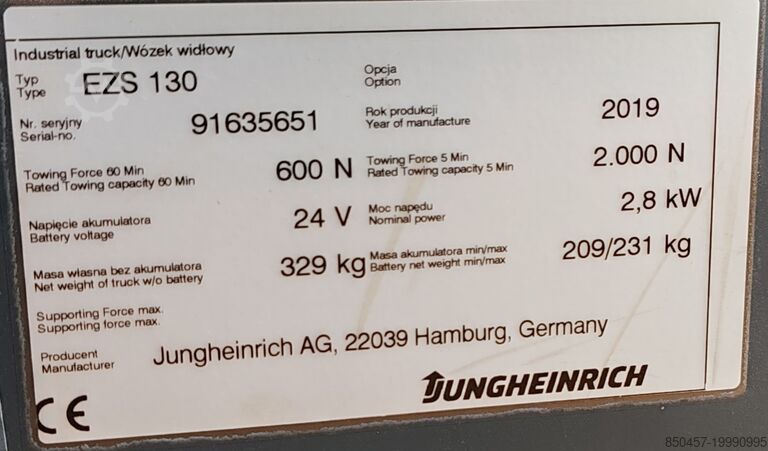 Industrial truck/Wózek widłowy
Typ
Type
EZS 130
Opcja
Option
Nr. seryjny
Serial-no.
91635651
Rok produkcji
Year of manufacture
2019
Towing Force 60 Min
Rated Towing capacity 60 Min
600 N
Towing Force 5 Min
Rated Towing capacity 5 Min
2.000 N
Napięcie akumulatora
Battery voltage
24 V
Moc napędu
Nominal power
2,8 kW
Masa własna bez akumulatora
Net weight of truck w/o battery
329 kg
Masa akumulatora min/max
Battery net weight min/max
209/231 kg
Supporting Force max.
Supporting force max.
Producent
Manufacturer
Jungheinrich AG, 22039 Hamburg, Germany
JUNGHEINRICH
CE
850457-19990995